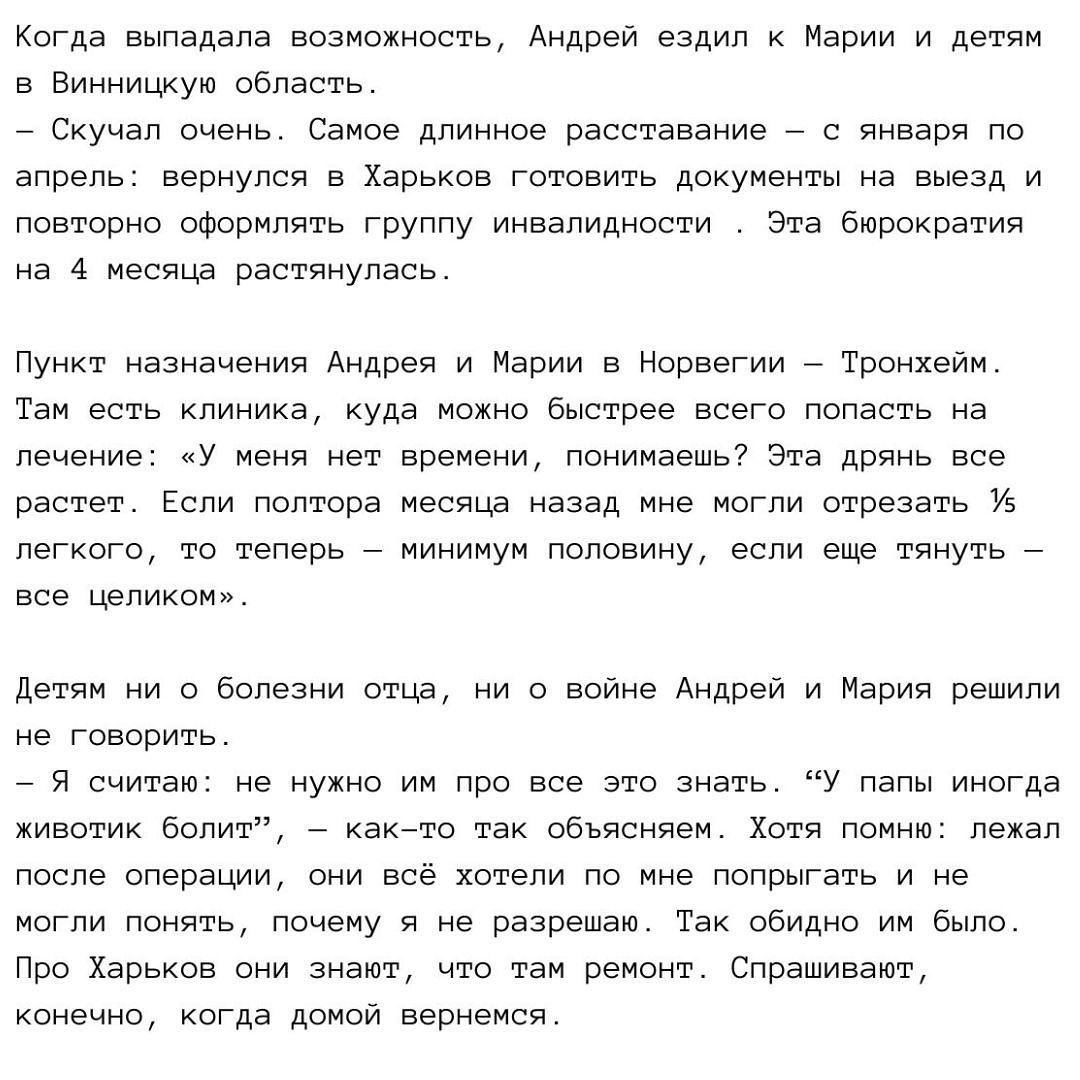 Когда выпадала возможность, Андрей ездил к Марии и детям
в Винницкую область.
— Скучал очень. Самое длинное расставание — с января по
апрель: вернулся в Харьков готовить документы на выезд и
повторно оформлять группу инвалидности . Эта бюрократия
на 4 месяца растянулась.

Пункт назначения Андрея и Марии в Норвегии — Тронхейм.
Там есть клиника, куда можно быстрее всего попасть на
лечение: «У меня нет времени, понимаешь? Эта дрянь все
растет. Если полтора месяца назад мне могли отрезать ⅕
легкого, то теперь — минимум половину, если еще тянуть —
все целиком».

Детям ни о болезни отца, ни о войне Андрей и Мария решили
не говорить.
— Я считаю: не нужно им про все это знать. “У папы иногда
животик болит”, — как-то так объясняем. Хотя помню: лежал
после операции, они всё хотели по мне попрыгать и не
могли понять, почему я не разрешаю. Так обидно им было.
Про Харьков они знают, что там ремонт. Спрашивают,
конечно, когда домой вернемся.